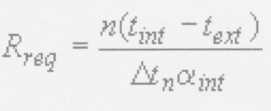 R_req = n(t_int − t_ext) / Δt_n α_int